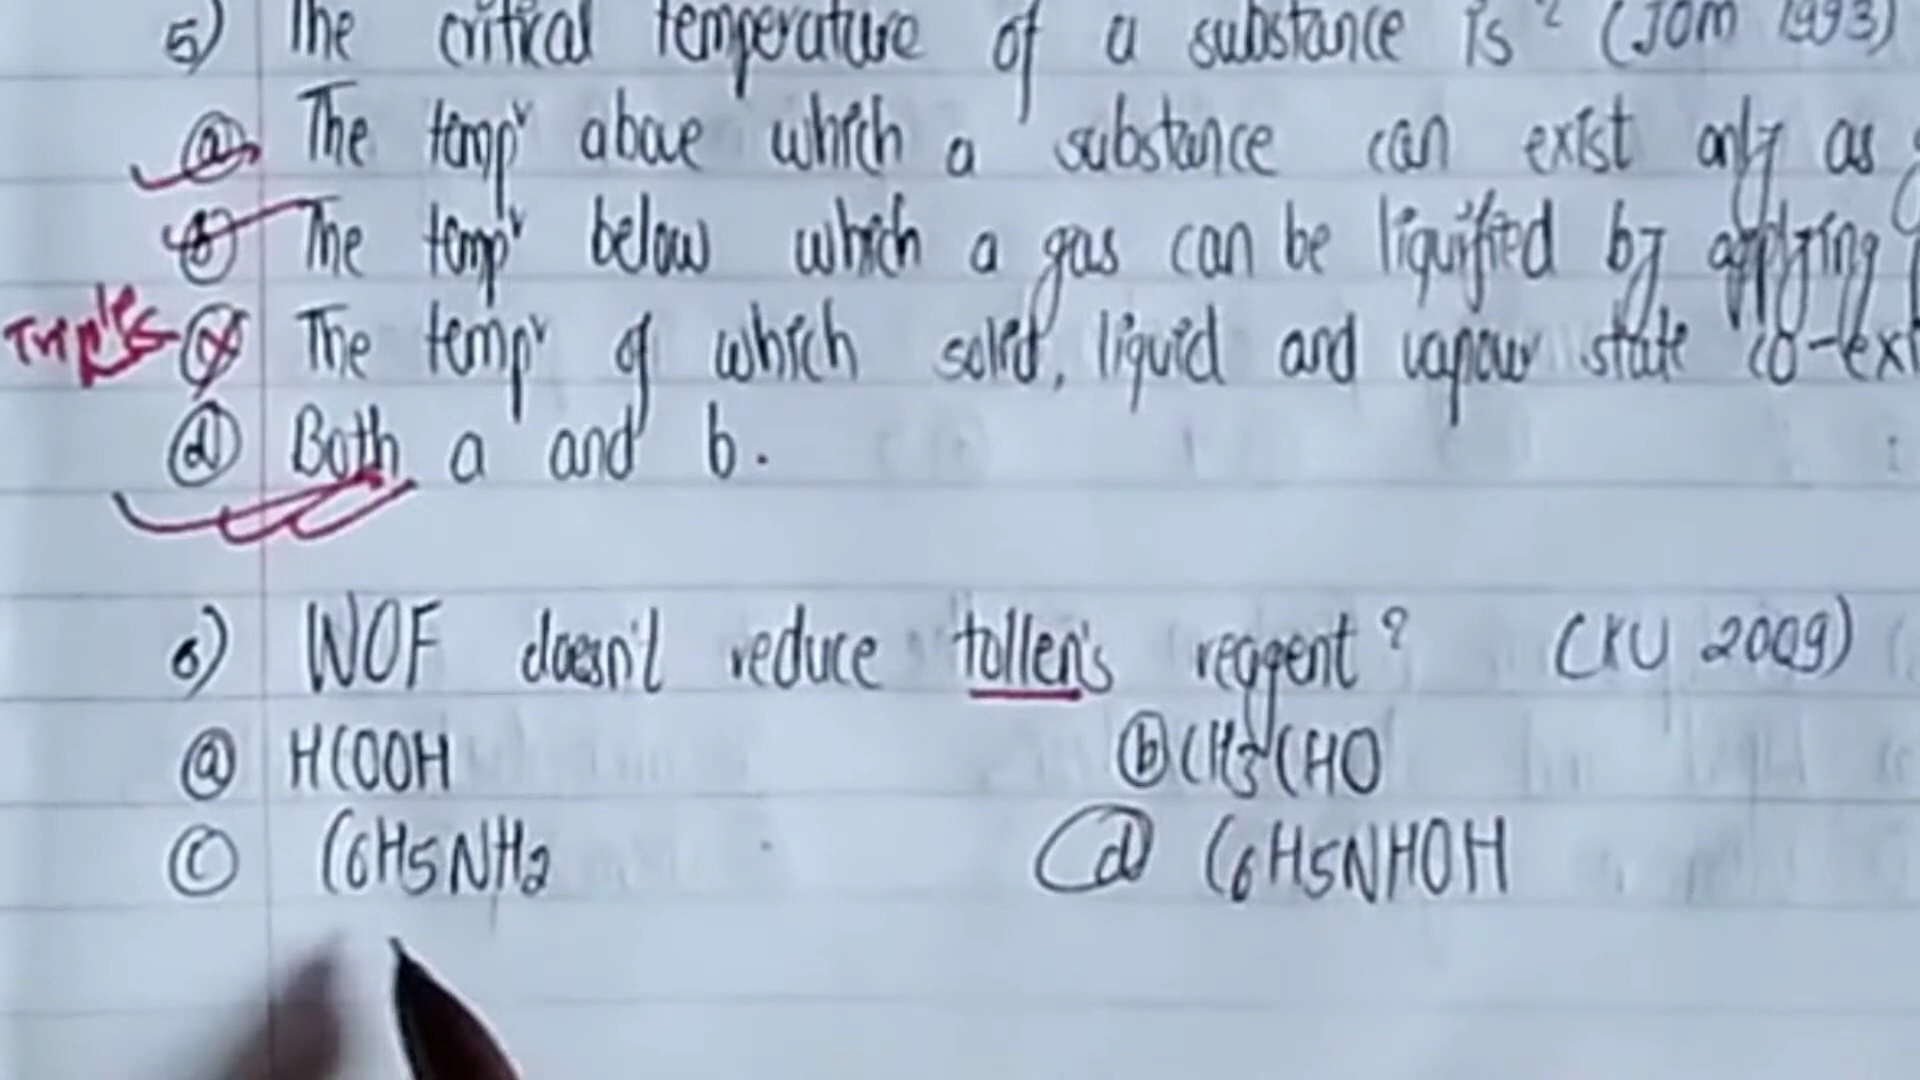 5) The critical temperature of a substance is? (JOM 1993)
(a) The tempr above which a substance can exist only as
(b) The tempr below which a gas can be liquified by applying
Triple
(c) The tempr of which solid, liquid and vapour state co-ex
(d) Both a and b.
6) WOF doesn't reduce tollen's reagent? (KU 2009)
(a) HCOOH (b) CH3CHO
(c) C6H5NH2 (d) C6H5NHOH